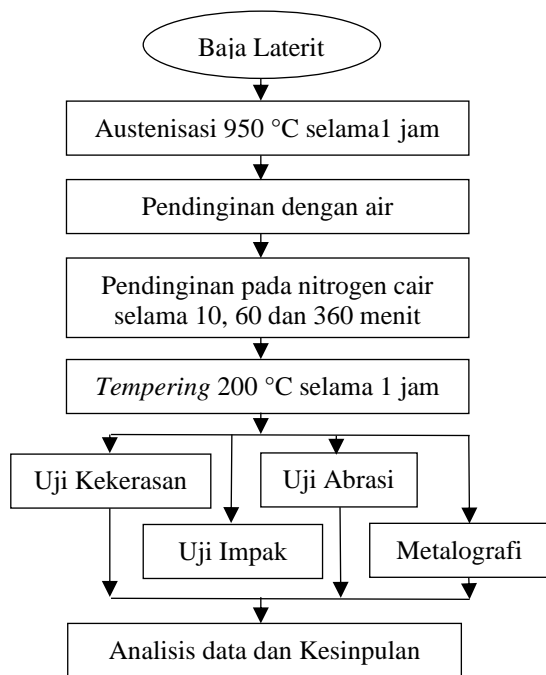 Baja Laterit
Austenisasi 950 °C selama1 jam
Pendinginan dengan air
Pendinginan pada nitrogen cair
selama 10, 60 dan 360 menit
Tempering 200 °C selama 1 jam
Uji Kekerasan
Uji Abrasi
Uji Impak
Metalografi
Analisis data dan Kesinpulan